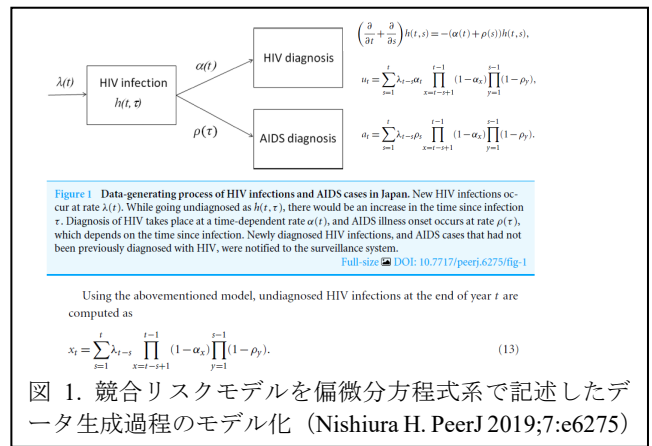 λ(t)
HIV infection
h(t, τ)
α(t)
ρ(τ)
HIV diagnosis
AIDS diagnosis
(∂/∂t + ∂/∂s) h(t,s) = −(α(t)+ρ(s))h(t,s),
u_t = ∑_{s=1}^{t} λ_{t−s} α_t ∏_{x=t−s+1}^{t−1} (1−α_x) ∏_{y=1}^{s−1} (1−ρ_y),
a_t = ∑_{s=1}^{t} λ_{t−s} ρ_s ∏_{x=t−s+1}^{t−1} (1−α_x) ∏_{y=1}^{s−1} (1−ρ_y).
Figure 1 Data-generating process of HIV infections and AIDS cases in Japan. New HIV infections oc-
cur at rate λ(t). While going undiagnosed as h(t,τ), there would be an increase in the time since infection
τ. Diagnosis of HIV takes place at a time-dependent rate α(t), and AIDS illness onset occurs at rate ρ(τ),
which depends on the time since infection. Newly diagnosed HIV infections, and AIDS cases that had not
been previously diagnosed with HIV, were notified to the surveillance system.
Full-size DOI: 10.7717/peerj.6275/fig-1
Using the abovementioned model, undiagnosed HIV infections at the end of year t are
computed as
x_t = ∑_{s=1}^{t} λ_{t−s} ∏_{x=t−s+1}^{t−1} (1−α_x) ∏_{y=1}^{s−1} (1−ρ_y). (13)
図 1. 競合リスクモデルを偏微分方程式系で記述したデ
ータ生成過程のモデル化（Nishiura H. PeerJ 2019;7:e6275）